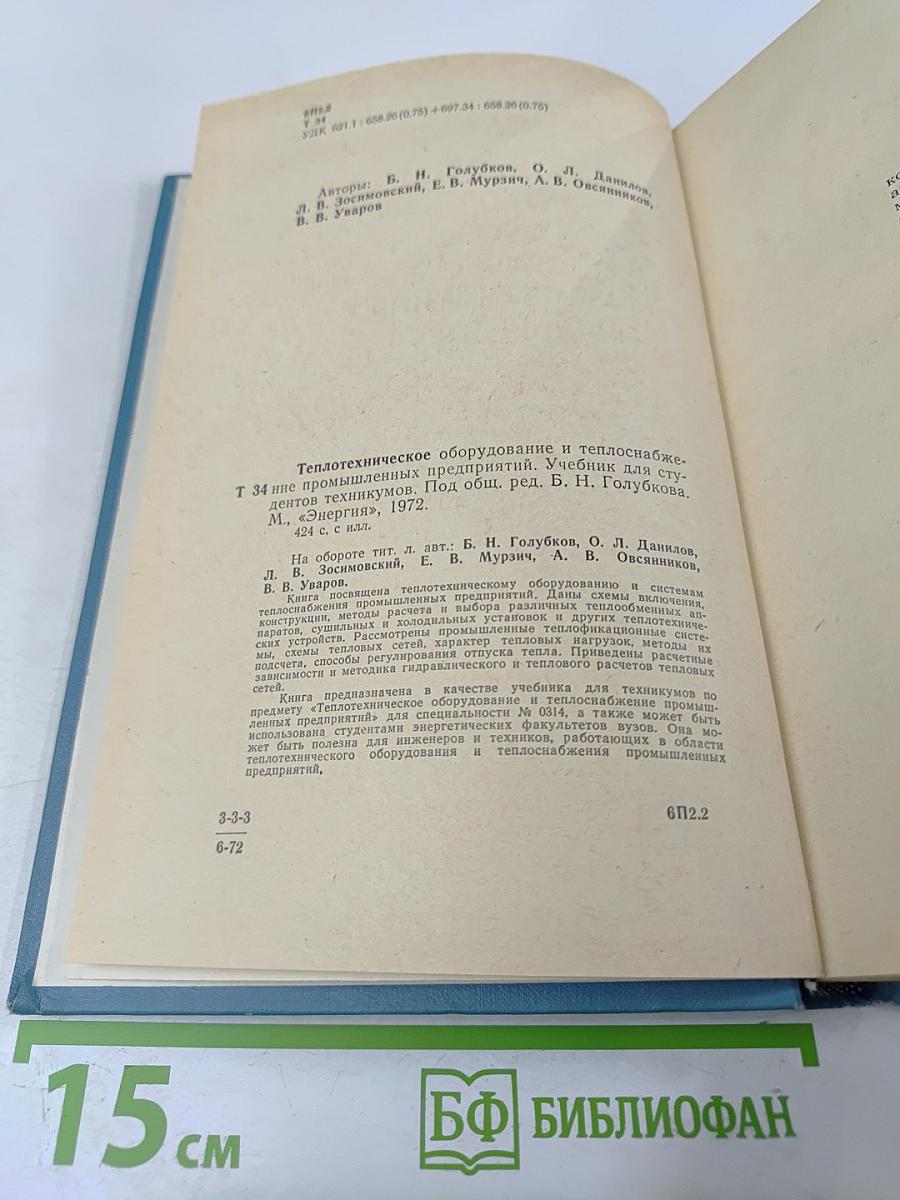 6П2.2
Т 34
УДК 621.1 : 658.26 (0.75) + 697.34 : 658.26 (0.75)
Авторы: Б. Н. Голубков, О. Л. Данилов,
Л. В. Зосимовский, Е. В. Мурзич, А. В. Овсянников,
В. В. Уваров
Теплотехническое оборудование и теплоснабже-
Т 34 ние промышленных предприятий. Учебник для сту-
дентов техникумов. Под общ. ред. Б. Н. Голубкова.
М., «Энергия», 1972.
424 с. с илл.
На обороте тит. л. авт.: Б. Н. Голубков, О. Л. Данилов,
Л. В. Зосимовский, Е. В. Мурзич, А. В. Овсянников,
В. В. Уваров.
Книга посвящена теплотехническому оборудованию и системам
теплоснабжения промышленных предприятий. Даны схемы включения,
конструкции, методы расчета и выбора различных теплообменных ап-
паратов, сушильных и холодильных установок и других теплотехниче-
ских устройств. Рассмотрены промышленные теплофикационные систе-
мы, схемы тепловых сетей, характер тепловых нагрузок, методы их
подсчета, способы регулирования отпуска тепла. Приведены расчетные
зависимости и методика гидравлического и теплового расчетов тепловых
сетей.
Книга предназначена в качестве учебника для техникумов по
предмету «Теплотехническое оборудование и теплоснабжение промыш-
ленных предприятий» для специальности № 0314, а также может быть
использована студентами энергетических факультетов вузов. Она мо-
жет быть полезна для инженеров и техников, работающих в области
теплотехнического оборудования и теплоснабжения промышленных
предприятий.
3-3-3
6-72
6П2.2
15 см
БФ БИБЛИОФАН